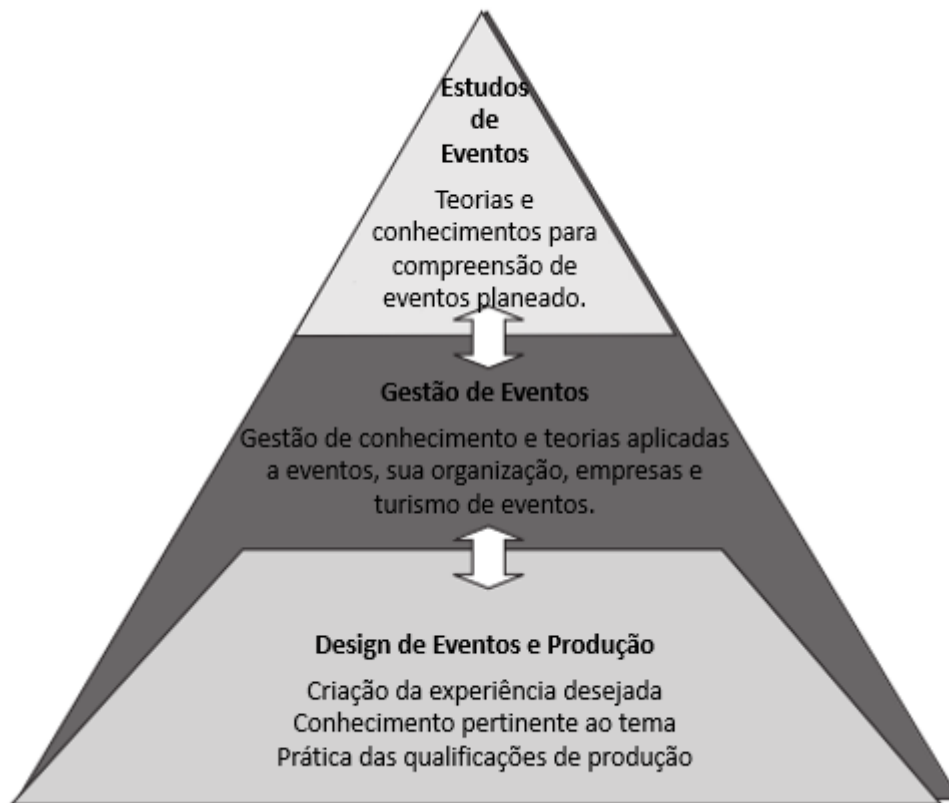 Estudos
de
Eventos
Teorias e
conhecimentos para
compreensão de
eventos planeado.
Gestão de Eventos
Gestão de conhecimento e teorias aplicadas
a eventos, sua organização, empresas e
turismo de eventos.
Design de Eventos e Produção
Criação da experiência desejada
Conhecimento pertinente ao tema
Prática das qualificações de produção